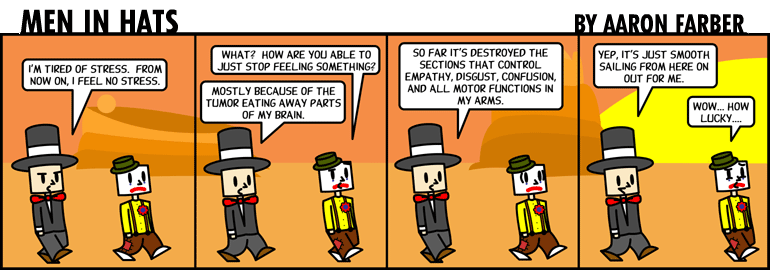 MEN IN HATS
BY AARON FARBER
I'M TIRED OF STRESS. FROM
NOW ON, I FEEL NO STRESS.
WHAT? HOW ARE YOU ABLE TO
JUST STOP FEELING SOMETHING?
MOSTLY BECAUSE OF THE
TUMOR EATING AWAY PARTS
OF MY BRAIN.
SO FAR IT'S DESTROYED THE
SECTIONS THAT CONTROL
EMPATHY, DISGUST, CONFUSION,
AND ALL MOTOR FUNCTIONS IN
MY ARMS.
YEP, IT'S JUST SMOOTH
SAILING FROM HERE ON
OUT FOR ME.
WOW... HOW
LUCKY....